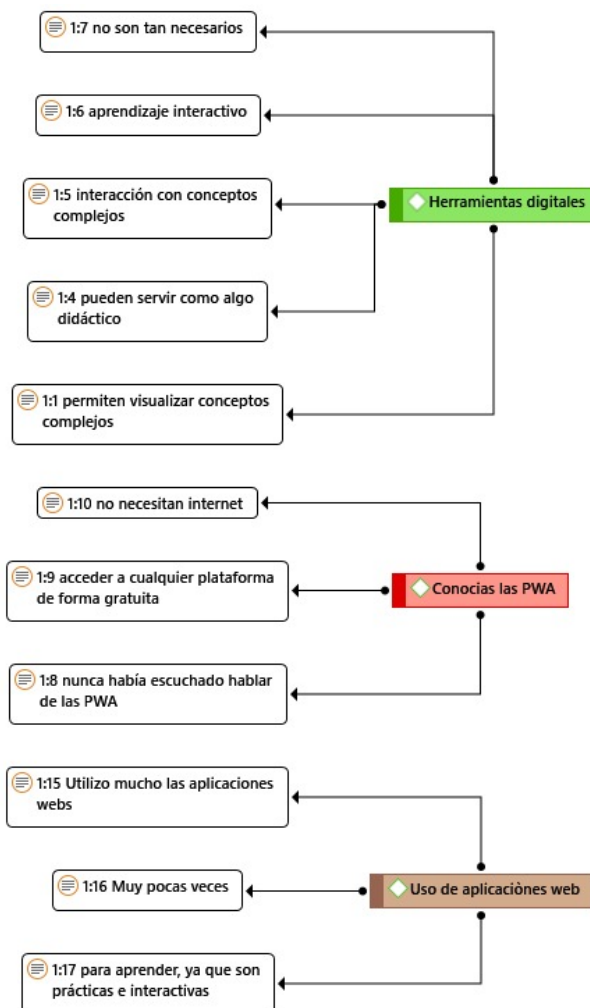 1:7 no son tan necesarios
1:6 aprendizaje interactivo
1:5 interacción con conceptos
complejos
Herramientas digitales
1:4 pueden servir como algo
didáctico
1:1 permiten visualizar conceptos
complejos
1:10 no necesitan internet
1:9 acceder a cualquier plataforma
de forma gratuita
Conocias las PWA
1:8 nunca había escuchado hablar
de las PWA
1:15 Utilizo mucho las aplicaciones
webs
1:16 Muy pocas veces
Uso de aplicaciònes web
1:17 para aprender, ya que son
prácticas e interactivas